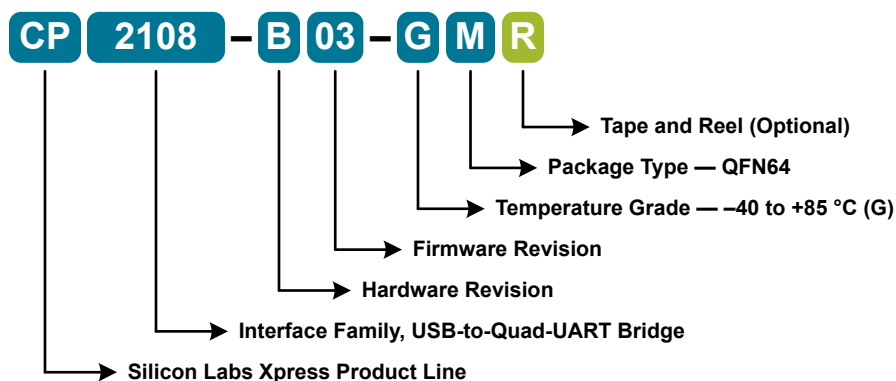 CP 2108 – B 03 – G M R
Tape and Reel (Optional)
Package Type — QFN64
Temperature Grade — –40 to +85 °C (G)
Firmware Revision
Hardware Revision
Interface Family, USB-to-Quad-UART Bridge
Silicon Labs Xpress Product Line